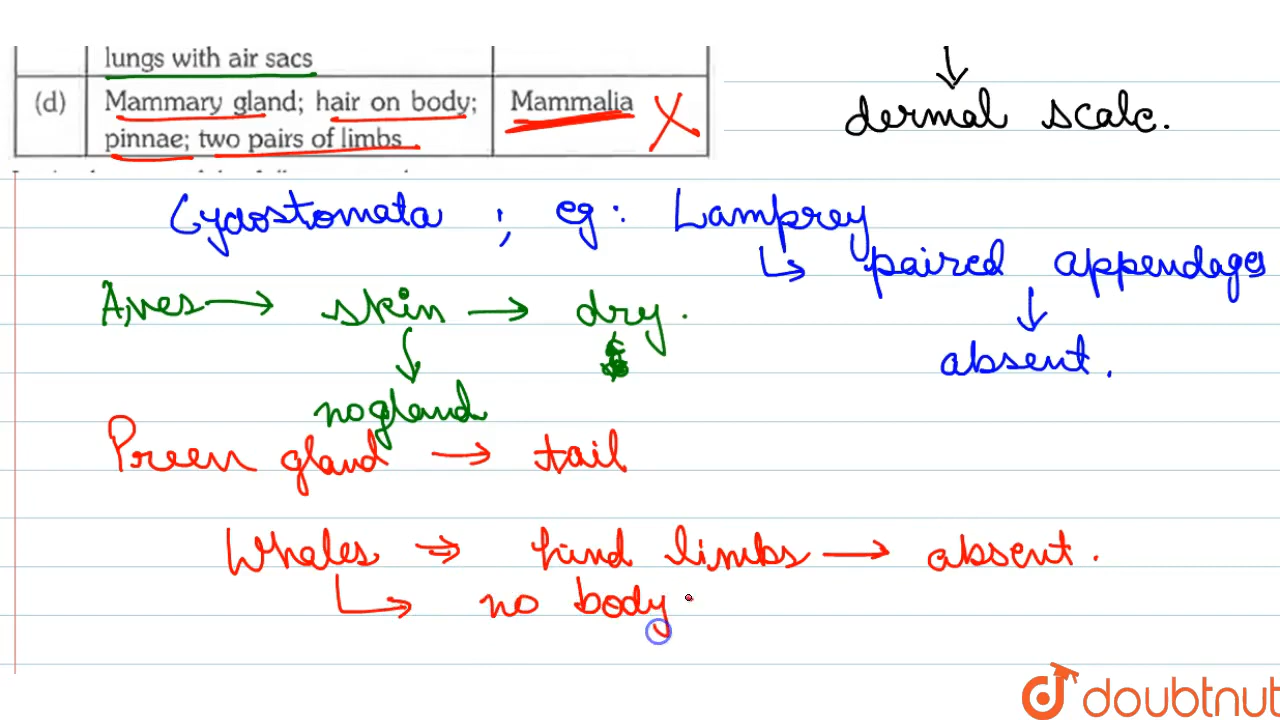 lungs with air sacs
(d) Mammary gland; hair on body; Mammalia X
pinnae; two pairs of limbs
dermal scale.
Cyclostomata ; eg: Lamprey
paired appendages
absent.
Aves → skin → dry.
no gland
Preen gland → tail
Whales ⇒ hind limbs → absent.
no body
doubtnut